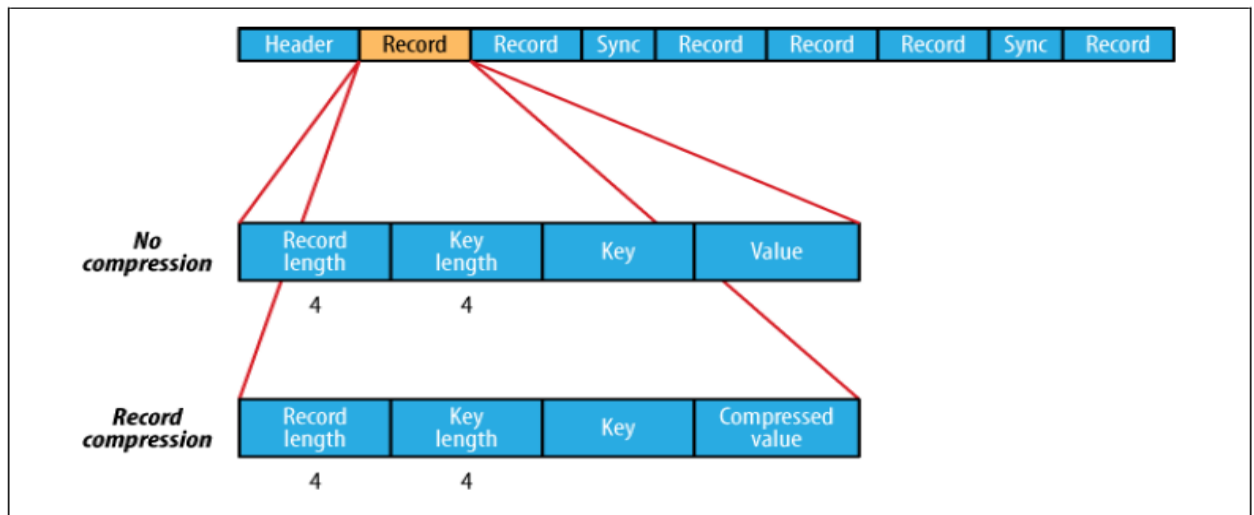 Header Record Record Sync Record Record Record Sync Record
No compression
Record length Key length Key Value
4 4
Record compression
Record length Key length Key Compressed value
4 4